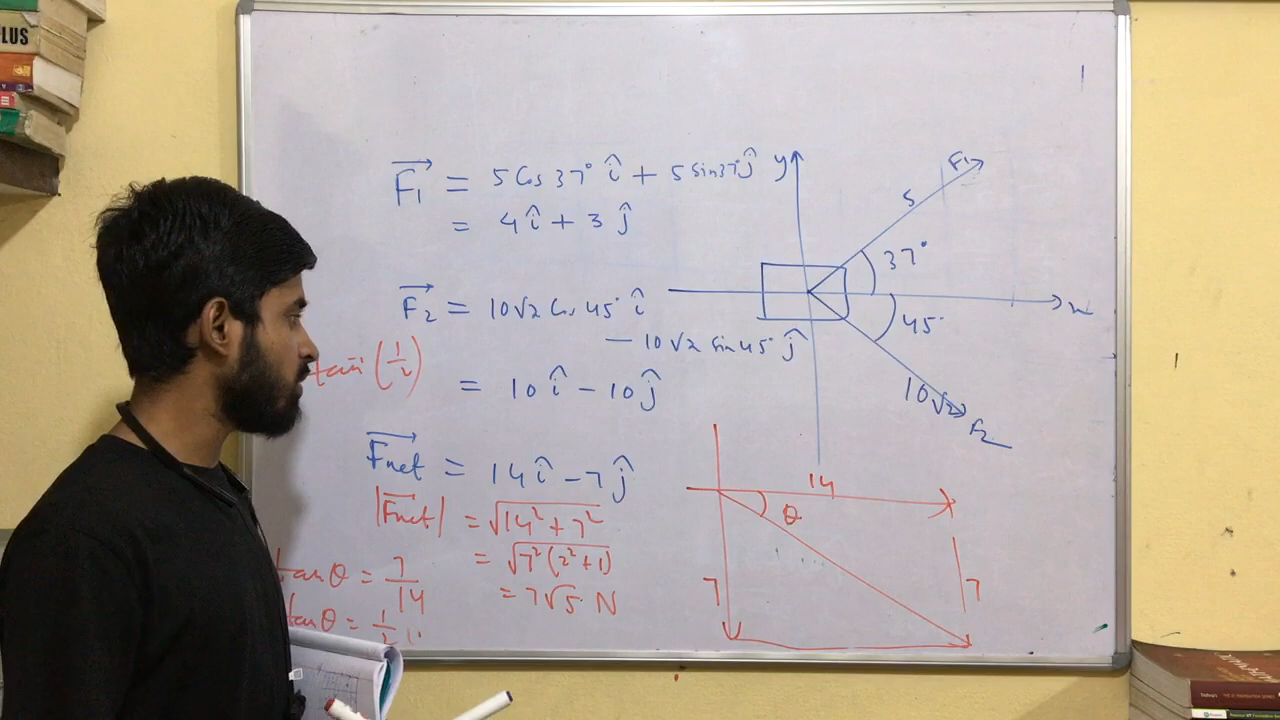 LUS
F₁ = 5 Cos 37° î + 5 sin37° ĵ
= 4 î + 3 ĵ
F₂ = 10√2 Cos 45° î
− 10√2 sin 45° ĵ
= 10 î − 10 ĵ
tan⁻¹(1/2)
Fnet = 14 î − 7 ĵ
|Fnet| = √14² + 7²
= √7²(2²+1)
= 7√5 N
tanθ = 7/14
tanθ = 1/2
y
F₁
5
37°
x
45°
10√2
F₂
14
θ
7
7